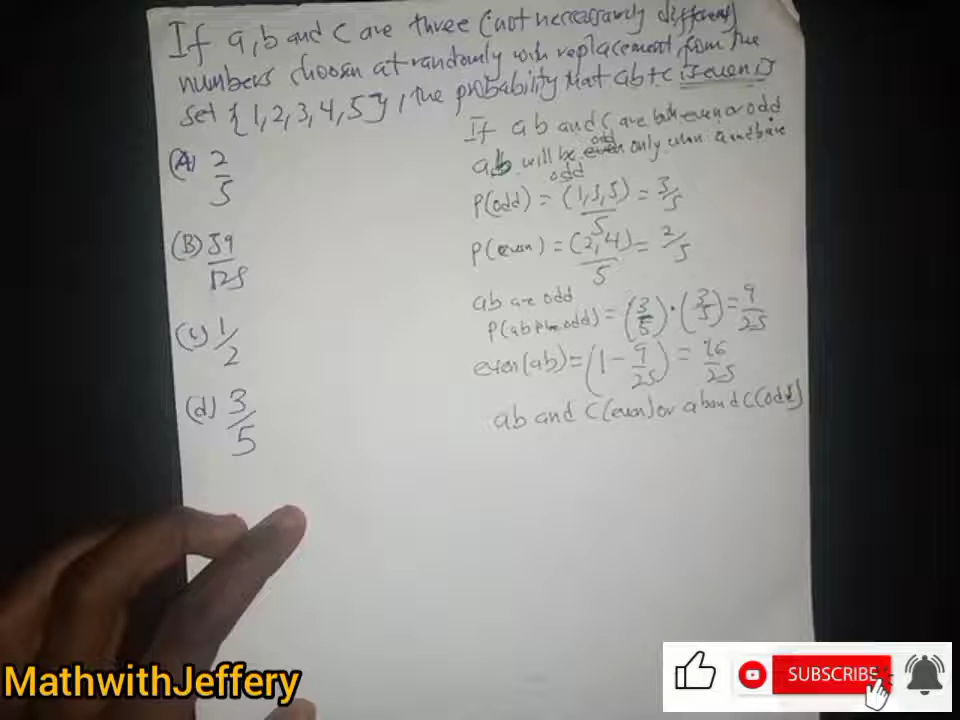 If a,b and c are three (not necessarily different)
numbers choosen at randomly with replacement from the
set {1,2,3,4,5}, the probability that ab+c is even is
(A) 2/5
(B) 59/125
(c) 1/2
(d) 3/5
If ab and c are both even or odd
odd
ab will be even only when a and b are
odd
P(odd) = (1,3,5)/5 = 3/5
P(even) = (2,4)/5 = 2/5
ab are odd
P(ab odd) = (3/5)·(3/5) = 9/25
even(ab) = (1 - 9/25) = 16/25
ab and C(even) or ab and C(odd)
MathwithJeffery
SUBSCRIBE